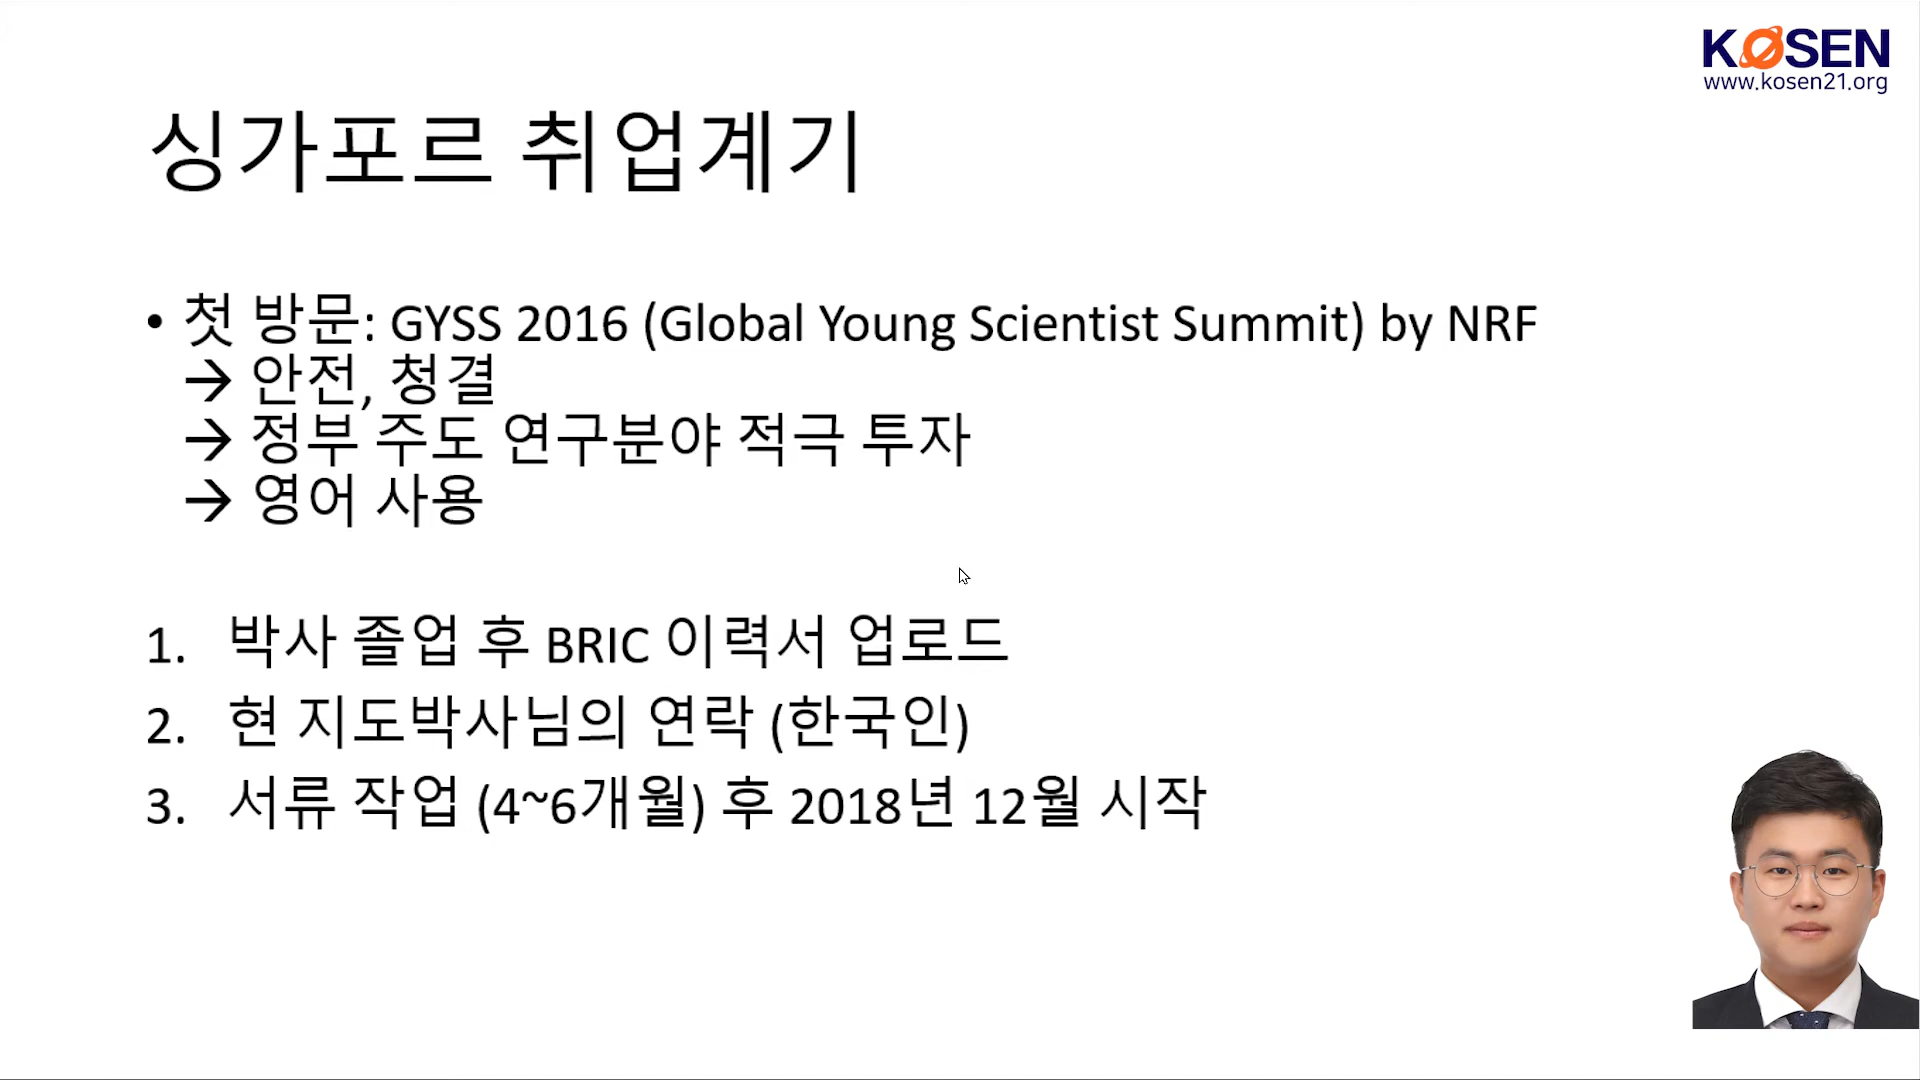 KOSEN
www.kosen21.org
싱가포르 취업계기
• 첫 방문: GYSS 2016 (Global Young Scientist Summit) by NRF
→ 안전, 청결
→ 정부 주도 연구분야 적극 투자
→ 영어 사용
1. 박사 졸업 후 BRIC 이력서 업로드
2. 현 지도박사님의 연락 (한국인)
3. 서류 작업 (4~6개월) 후 2018년 12월 시작